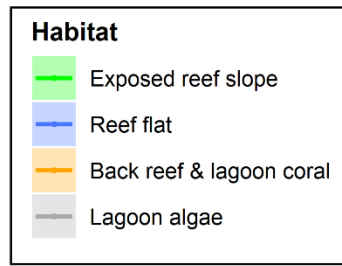 Habitat
Exposed reef slope
Reef flat
Back reef & lagoon coral
Lagoon algae